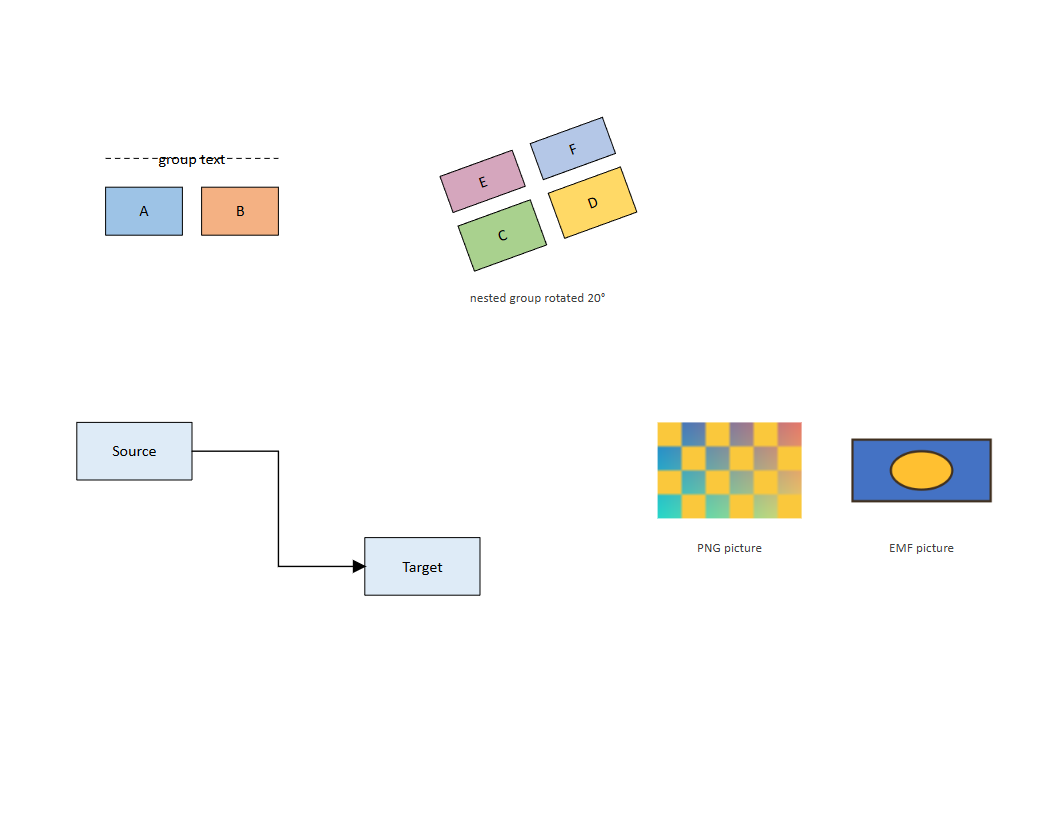 group text
A
B
E
F
C
D
nested group rotated 20°
Source
Target
PNG picture
EMF picture